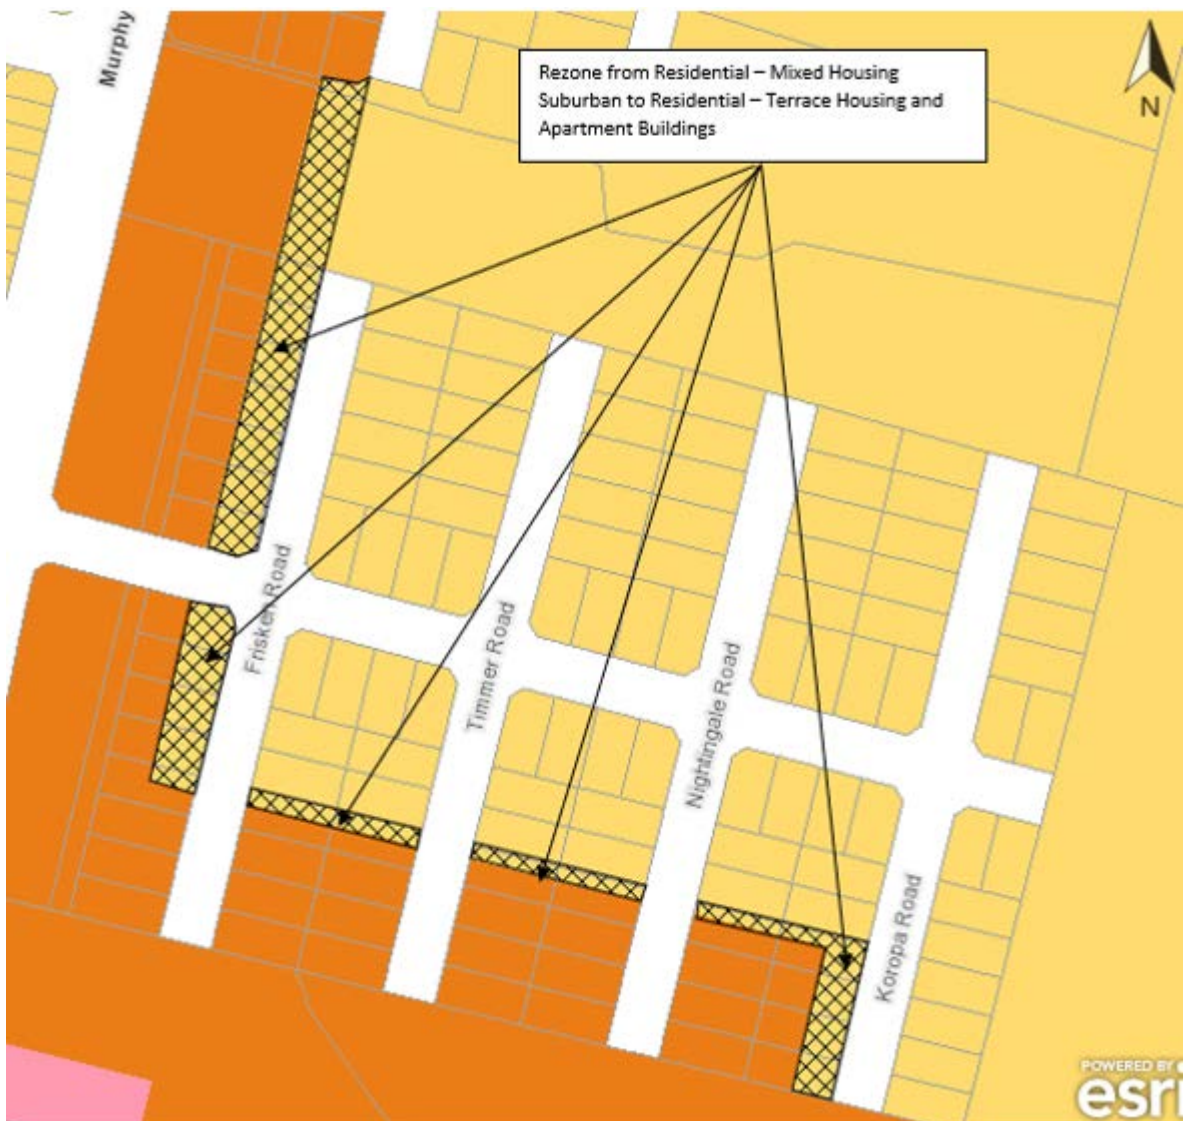 Murphy
Rezone from Residential – Mixed Housing
Suburban to Residential – Terrace Housing and
Apartment Buildings
N
Frisken Road
Timmer Road
Nightingale Road
Koropa Road
POWERED BY
esri